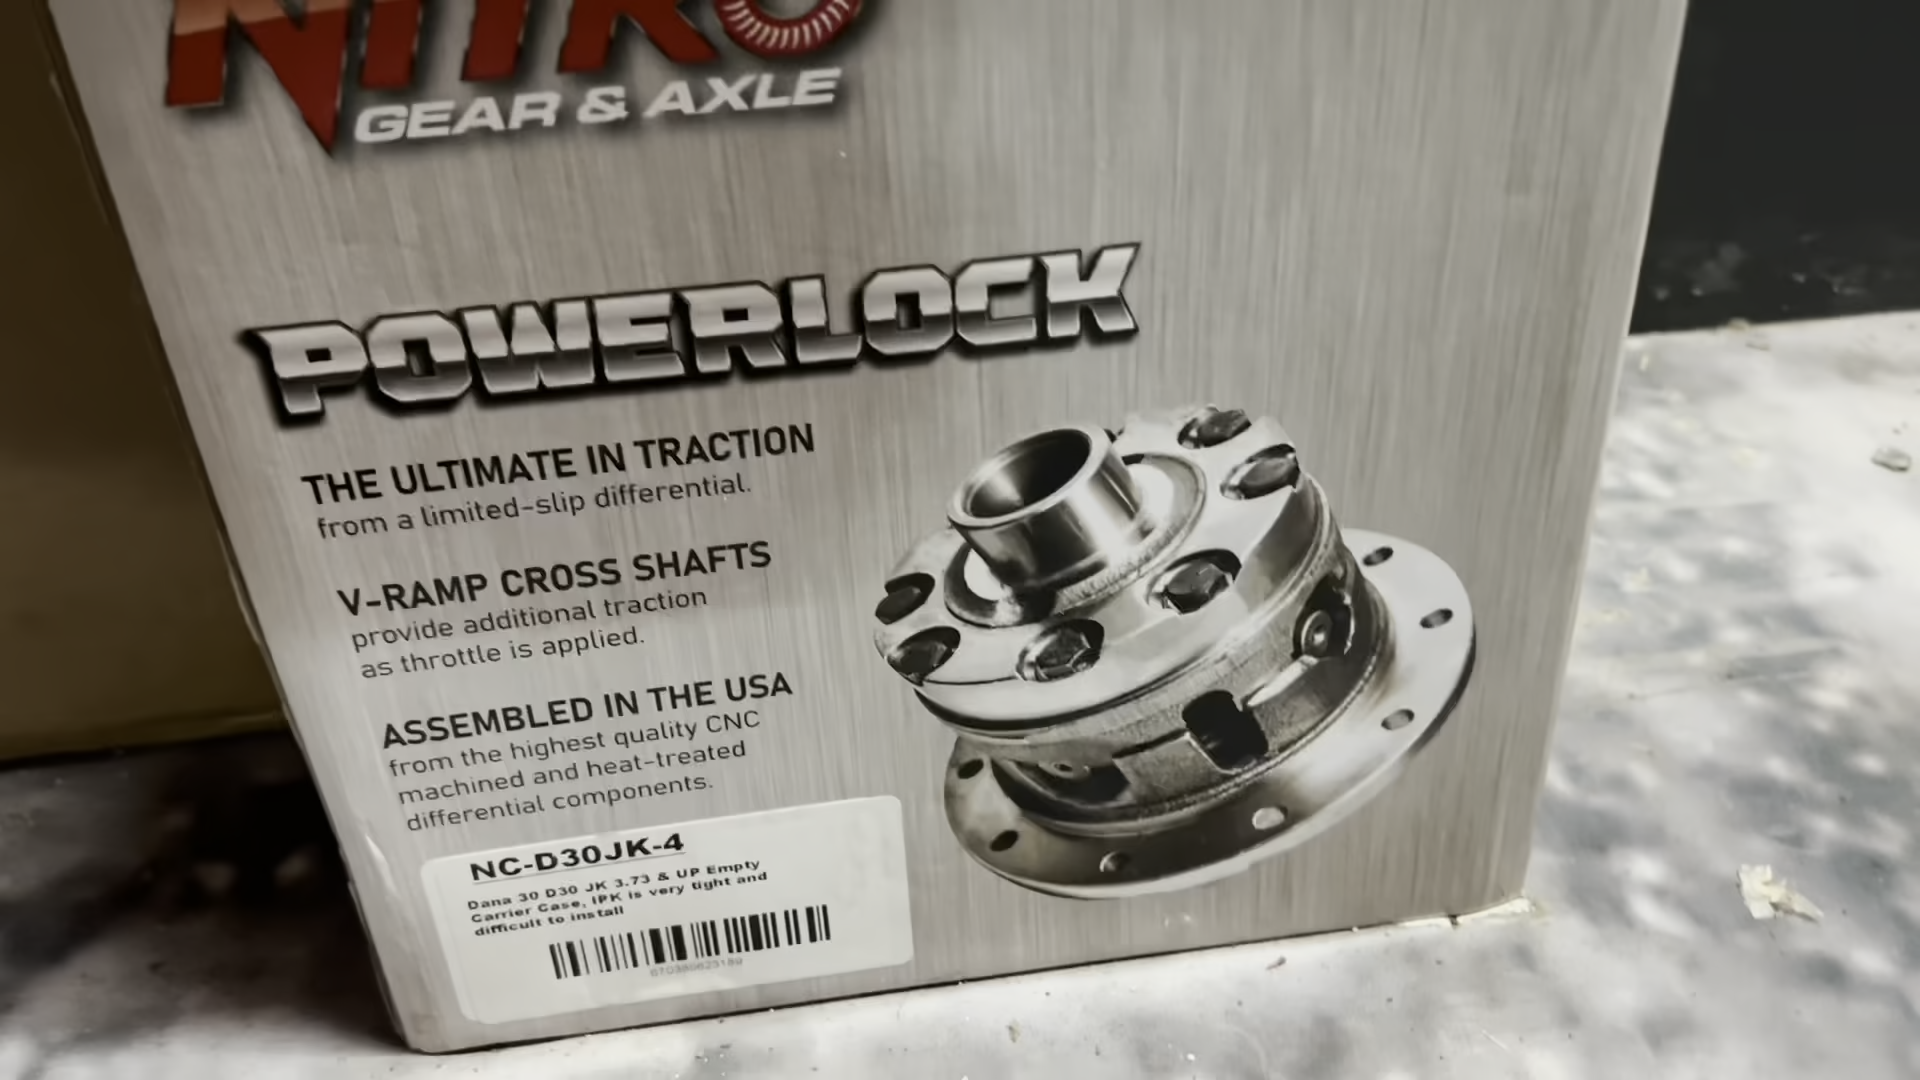 NITRO
GEAR & AXLE
POWERLOCK
THE ULTIMATE IN TRACTION
from a limited-slip differential.
V-RAMP CROSS SHAFTS
provide additional traction
as throttle is applied.
ASSEMBLED IN THE USA
from the highest quality CNC
machined and heat-treated
differential components.
NC-D30JK-4
Dana 30 D30 JK 3.73 & UP Empty
Carrier Case, IPK is very tight and
difficult to install